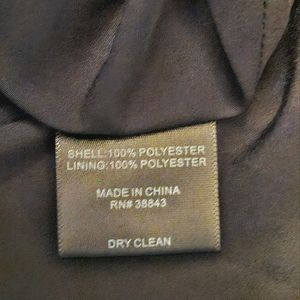 SHELL:100% POLYESTER
LINING:100% POLYESTER
MADE IN CHINA
RN# 38843
DRY CLEAN